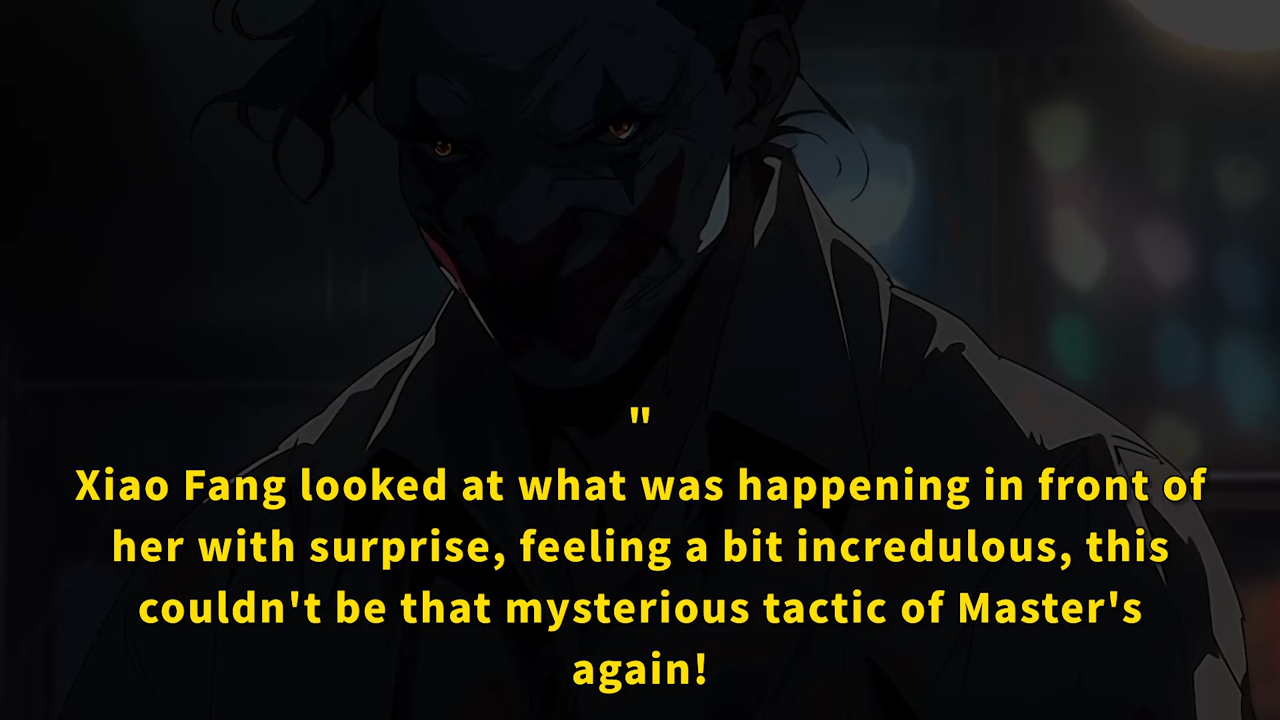 "
Xiao Fang looked at what was happening in front of
her with surprise, feeling a bit incredulous, this
couldn't be that mysterious tactic of Master's
again!